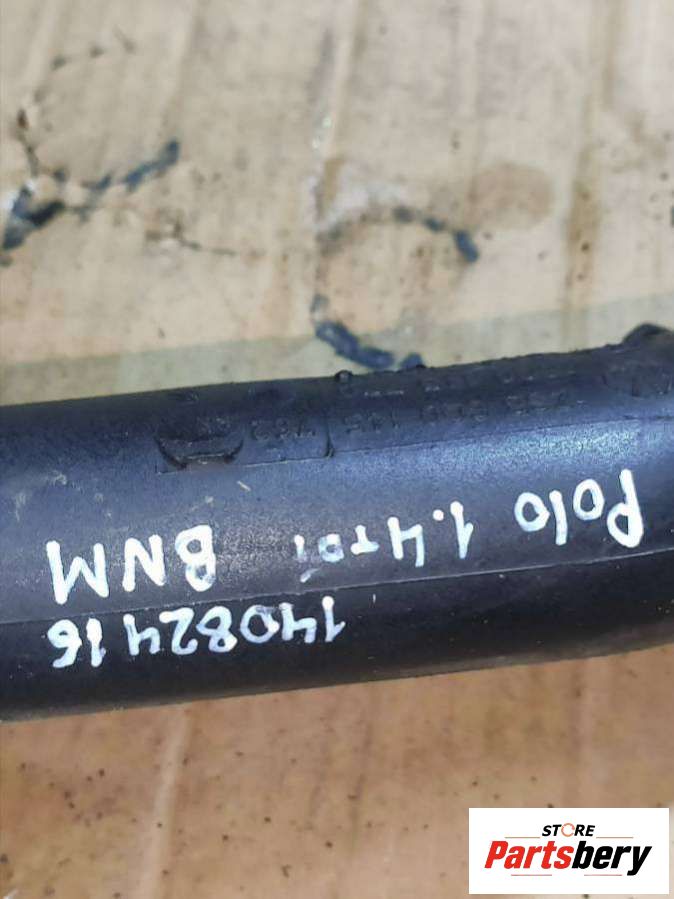 Polo 1.4TDi
BNM
14082416
STORE
Partsbery